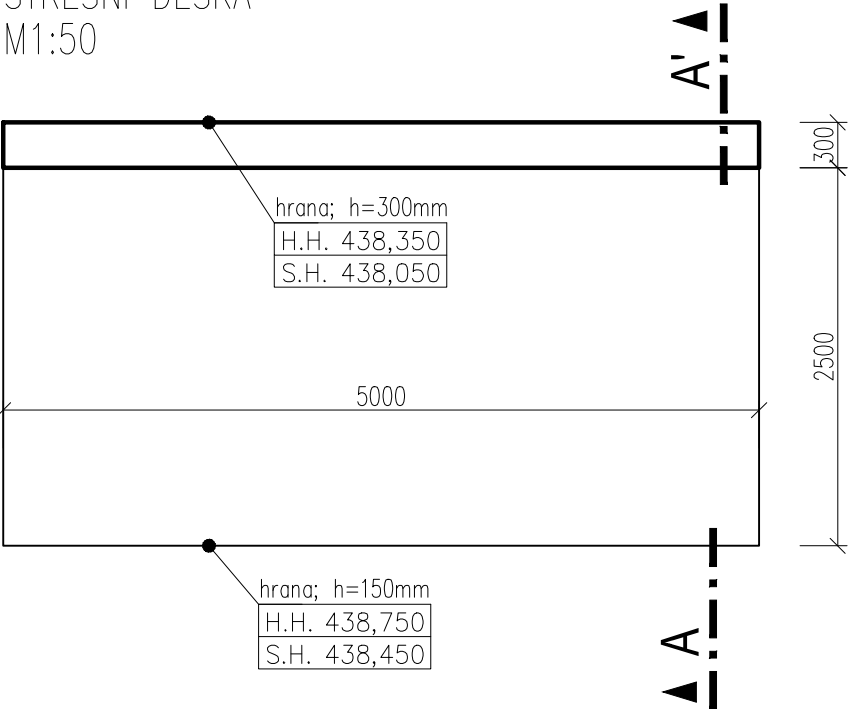 M1:50
A'
300
hrana; h=300mm
H.H. 438,350
S.H. 438,050
2500
5000
hrana; h=150mm
H.H. 438,750
S.H. 438,450
A